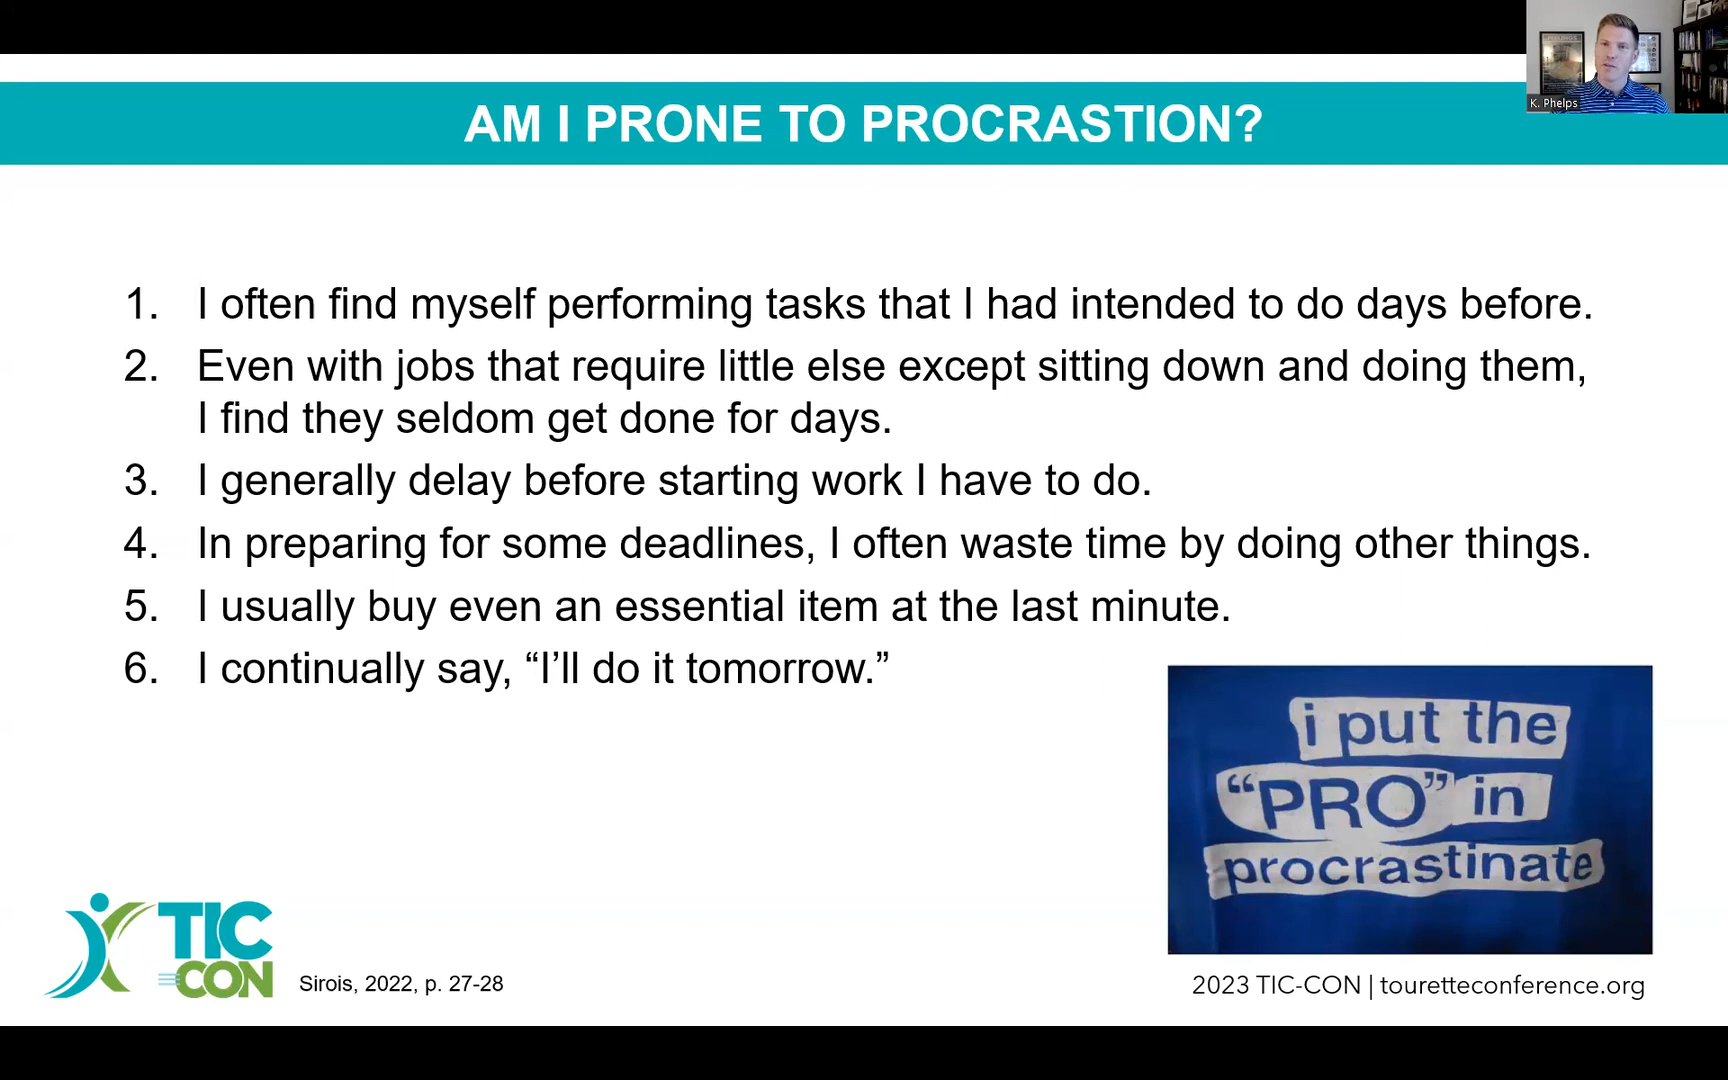 K. Phelps
AM I PRONE TO PROCRASTION?
1. I often find myself performing tasks that I had intended to do days before.
2. Even with jobs that require little else except sitting down and doing them,
I find they seldom get done for days.
3. I generally delay before starting work I have to do.
4. In preparing for some deadlines, I often waste time by doing other things.
5. I usually buy even an essential item at the last minute.
6. I continually say, “I’ll do it tomorrow.”
i put the
“PRO” in
procrastinate
TIC
CON
Sirois, 2022, p. 27-28
2023 TIC-CON | touretteconference.org